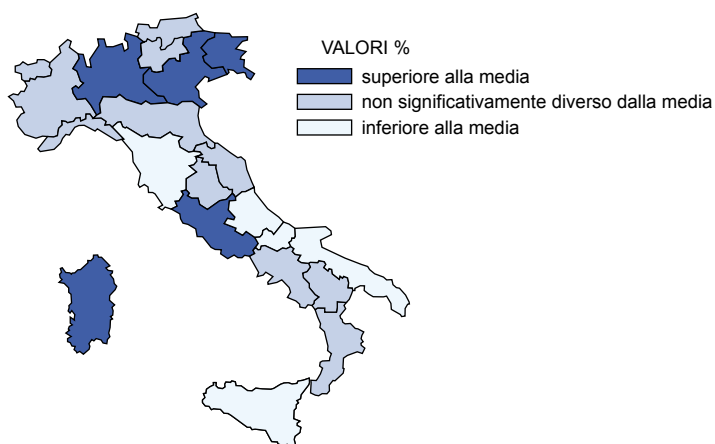 VALORI %
superiore alla media
non significativamente diverso dalla media
inferiore alla media